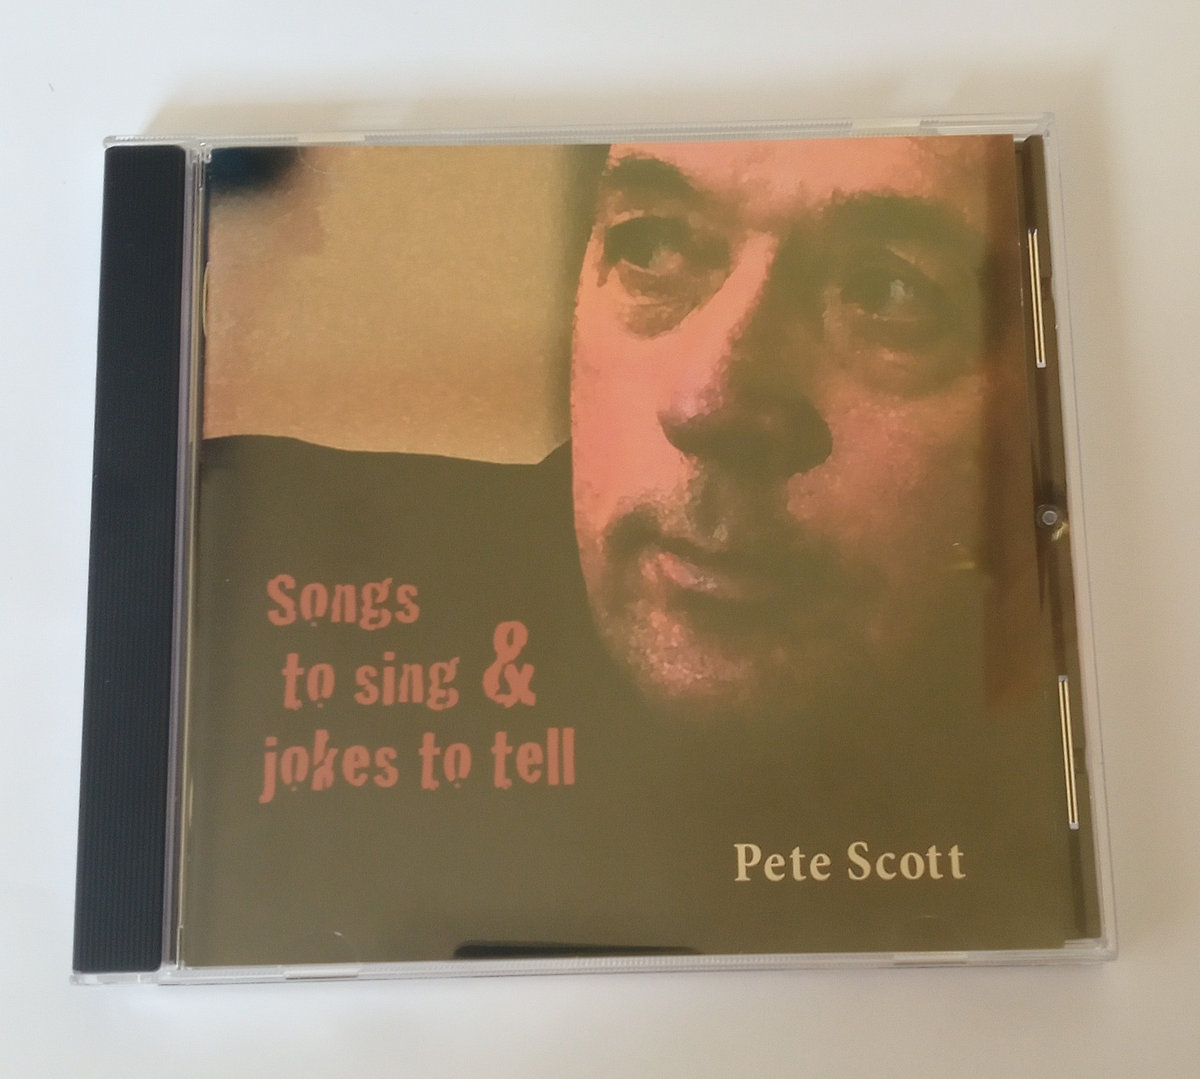 Songs
to sing &
jokes to tell
Pete Scott